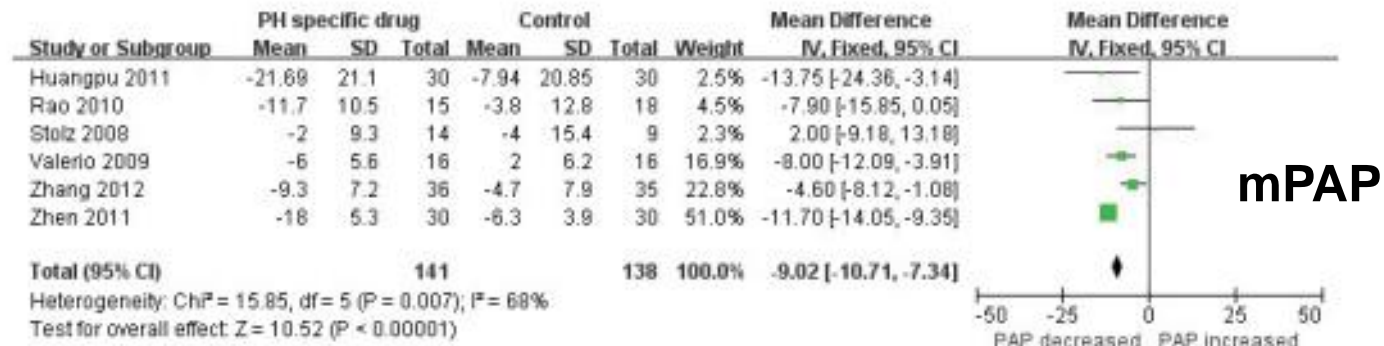 PH specific drug Control Mean Difference Mean Difference
Study or Subgroup Mean SD Total Mean SD Total Weight IV, Fixed, 95% CI IV, Fixed, 95% CI
Huangpu 2011 -21.69 21.1 30 -7.94 20.85 30 2.5% -13.75 [-24.36, -3.14]
Rao 2010 -11.7 10.5 15 -3.8 12.8 18 4.5% -7.90 [-15.85, 0.05]
Stolz 2008 -2 9.3 14 -4 15.4 9 2.3% 2.00 [-9.18, 13.18]
Valerio 2009 -6 5.6 16 2 6.2 16 16.9% -8.00 [-12.09, -3.91]
Zhang 2012 -9.3 7.2 36 -4.7 7.9 35 22.8% -4.60 [-8.12, -1.08]
mPAP
Zhen 2011 -18 5.3 30 -6.3 3.9 30 51.0% -11.70 [-14.05, -9.35]
Total (95% CI) 141 138 100.0% -9.02 [-10.71, -7.34]
Heterogeneity: Chi² = 15.85, df = 5 (P = 0.007); I² = 68%
Test for overall effect: Z = 10.52 (P < 0.00001)
-50 -25 0 25 50
PAP decreased PAP increased